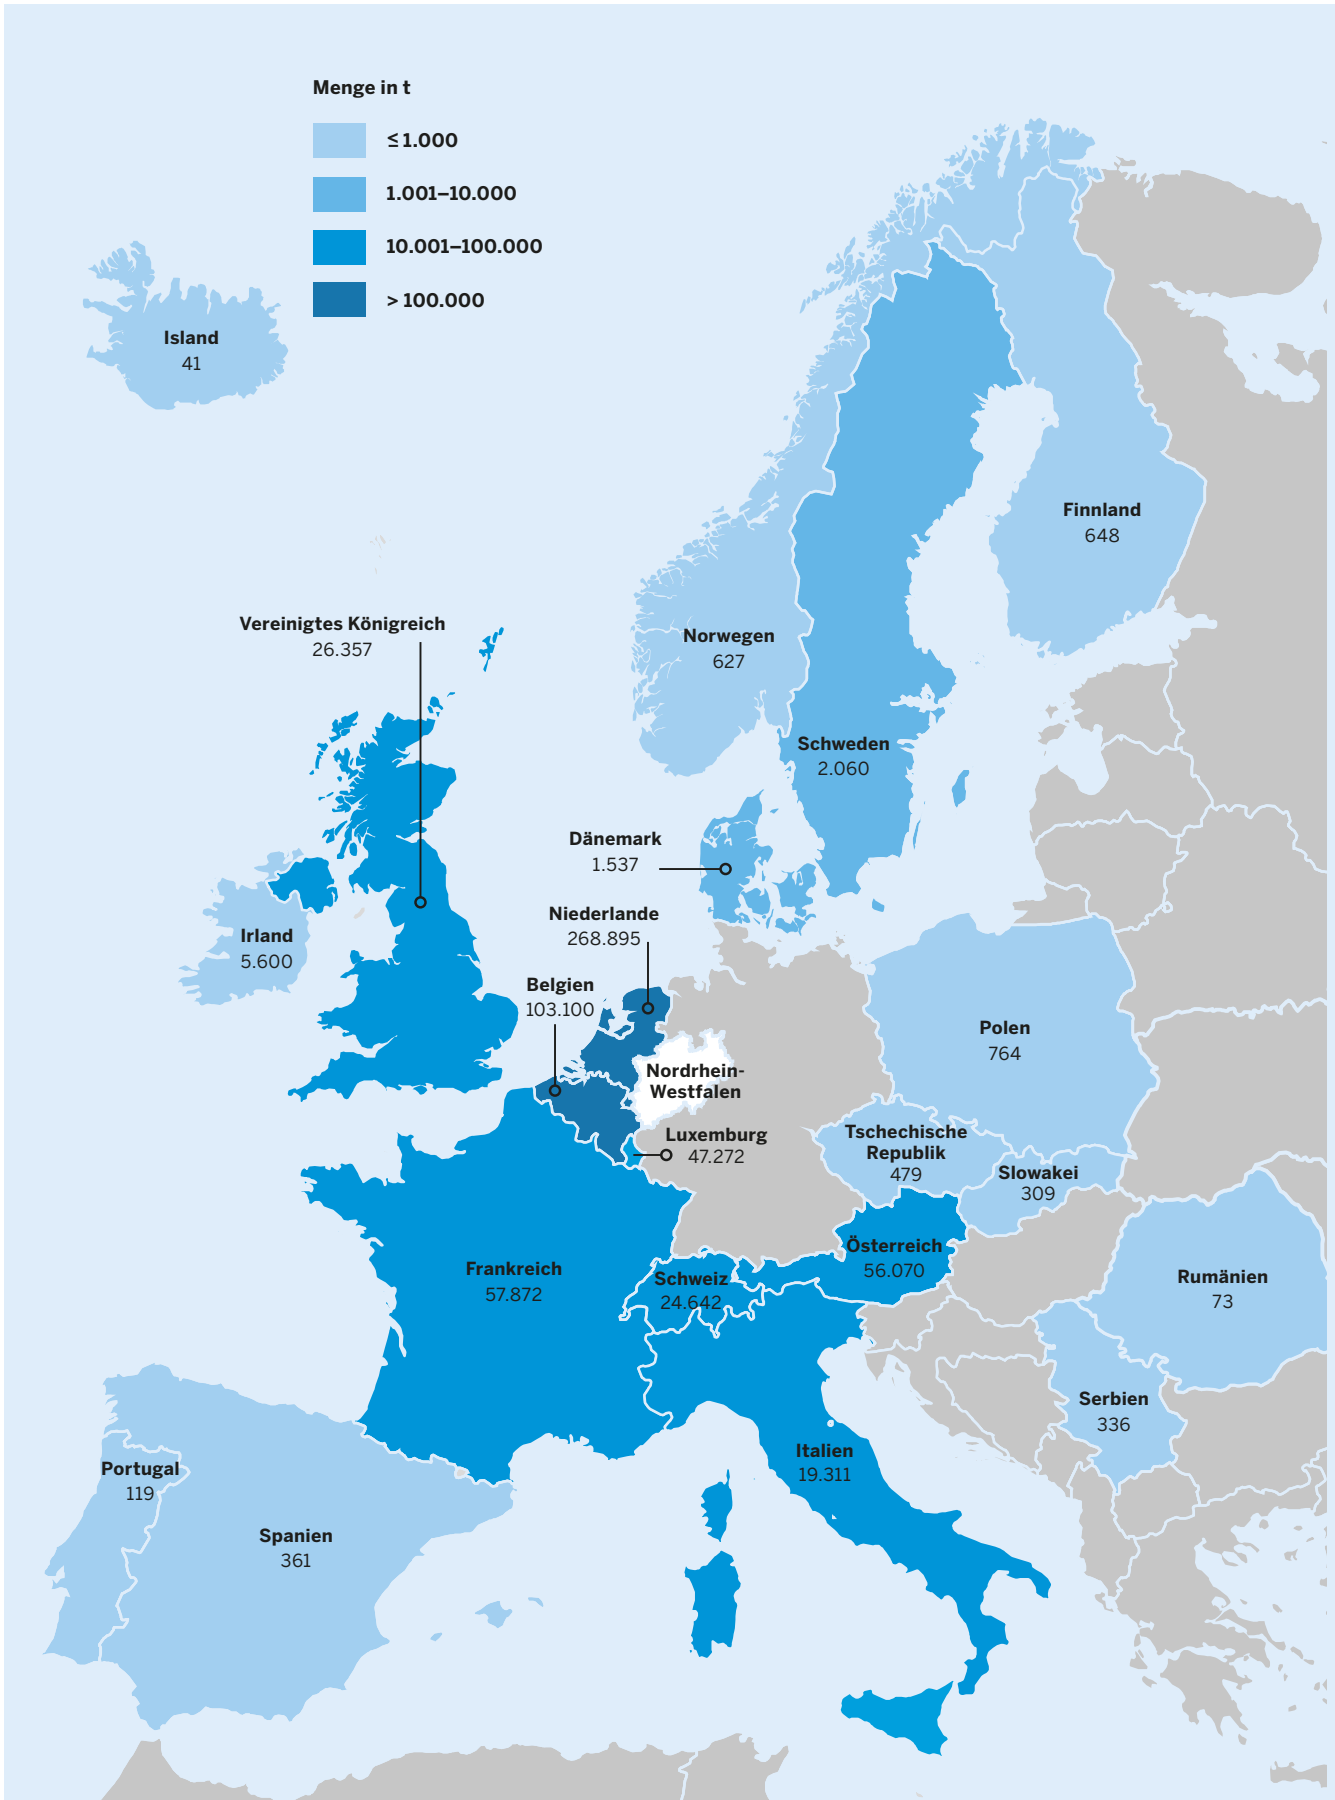 Menge in t
≤ 1.000
1.001–10.000
10.001–100.000
> 100.000
Island
41
Finnland
648
Vereinigtes Königreich
26.357
Norwegen
627
Schweden
2.060
Dänemark
1.537
Niederlande
268.895
Irland
5.600
Belgien
103.100
Polen
764
Nordrhein-
Westfalen
Luxemburg
47.272
Tschechische
Republik
479
Slowakei
309
Österreich
56.070
Frankreich
57.872
Schweiz
24.642
Rumänien
73
Serbien
336
Italien
19.311
Portugal
119
Spanien
361